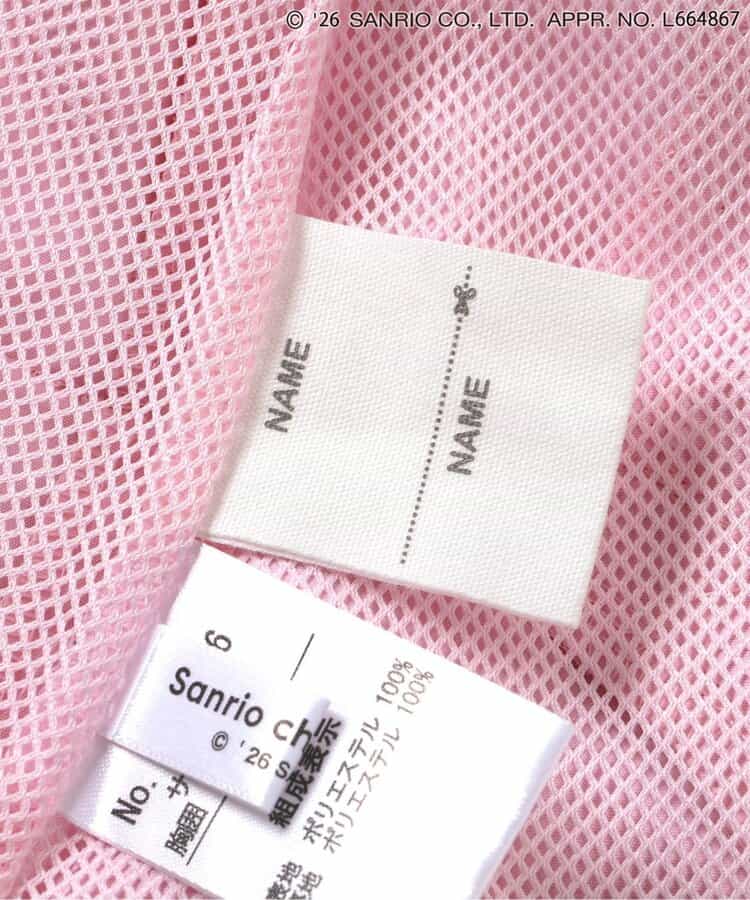 © '26 SANRIO CO., LTD. APPR. NO. L664867
NAME
NAME
6
Sanrio
© '26 S
No.
サ
胸囲
組成表示
ポリエステル 100%
ポリエステル 100%